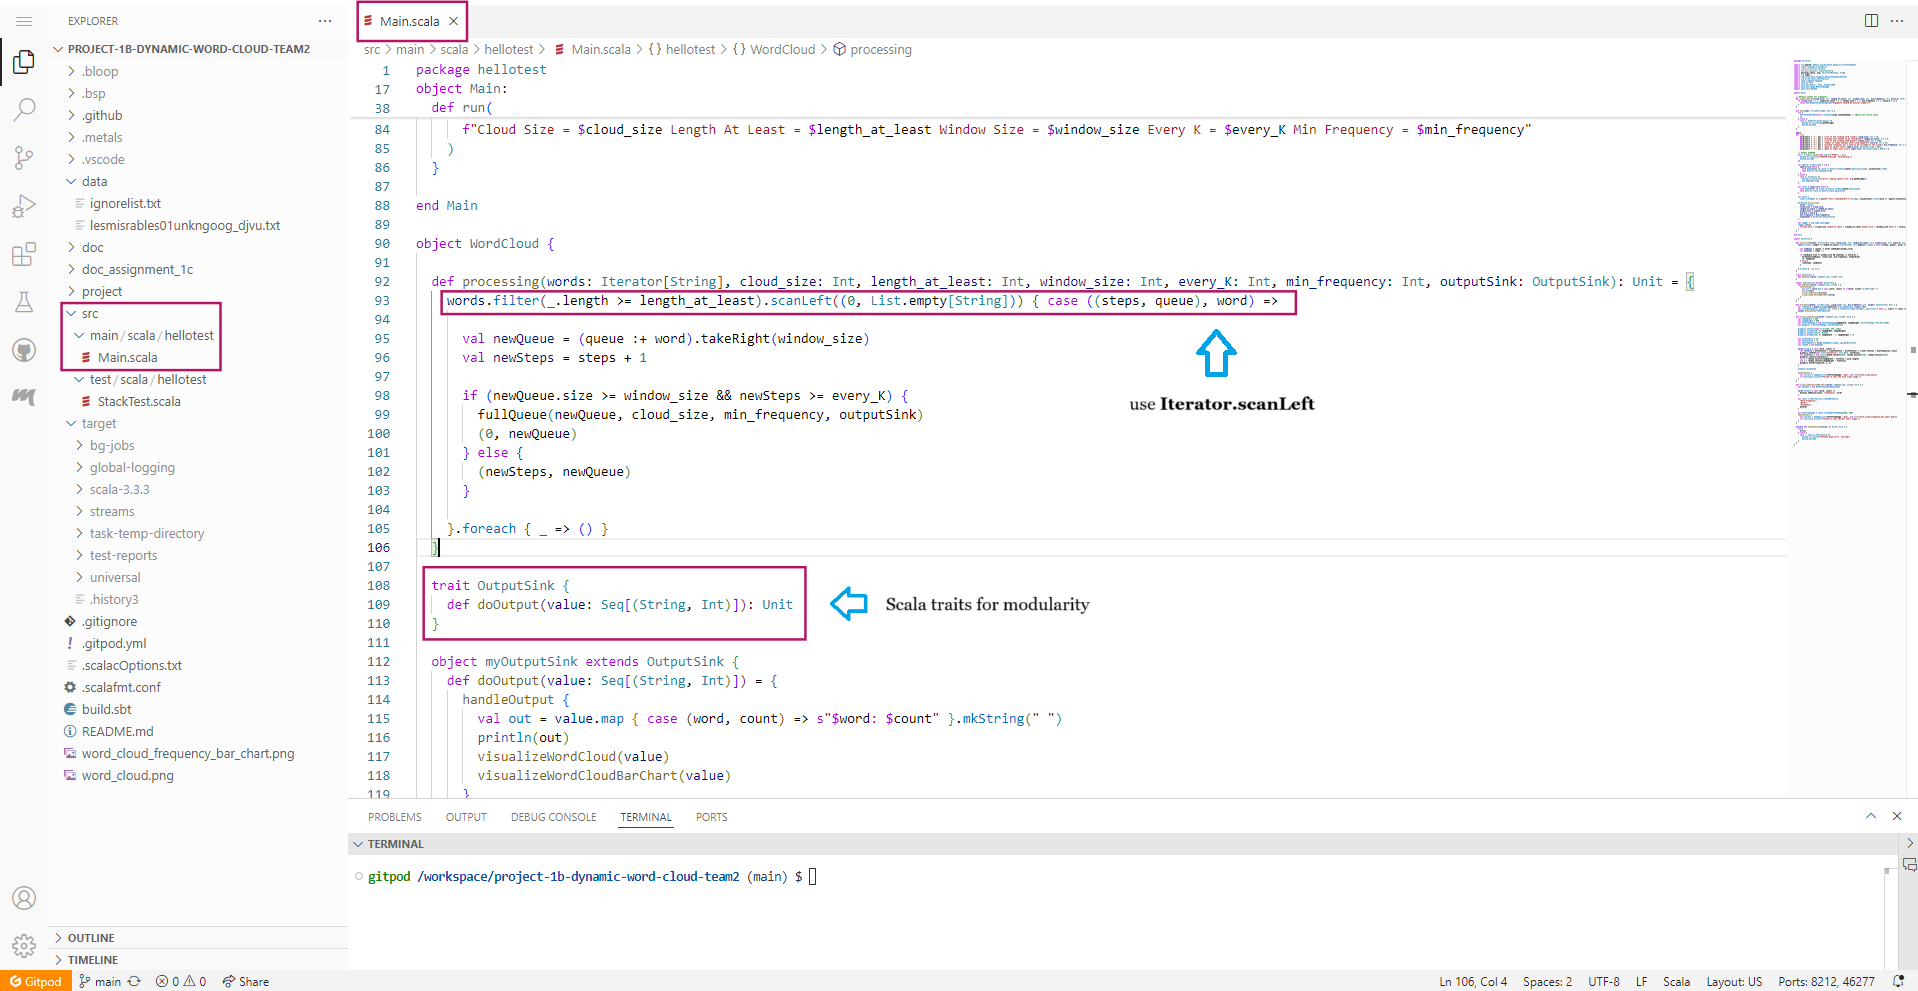 EXPLORER
PROJECT-1B-DYNAMIC-WORD-CLOUD-TEAM2
.bloop
.bsp
.github
.metals
.vscode
data
ignorelist.txt
lesmisrables01unkngoog_djvu.txt
doc
doc_assignment_1c
project
src
main/scala/hellotest
Main.scala
test/scala/hellotest
StackTest.scala
target
bg-jobs
global-logging
scala-3.3.3
streams
task-temp-directory
test-reports
universal
.history3
.gitignore
.gitpod.yml
.scalacOptions.txt
.scalafmt.conf
build.sbt
README.md
word_cloud_frequency_bar_chart.png
word_cloud.png
OUTLINE
TIMELINE
Main.scala
src > main > scala > hellotest > Main.scala > {} hellotest > {} WordCloud > processing
1 package hellotest
17 object Main:
38 def run(
84 f"Cloud Size = $cloud_size Length At Least = $length_at_least Window Size = $window_size Every K = $every_K Min Frequency = $min_frequency"
85 )
86 }
87
88 end Main
89
90 object WordCloud {
91
92 def processing(words: Iterator[String], cloud_size: Int, length_at_least: Int, window_size: Int, every_K: Int, min_frequency: Int, outputSink: OutputSink): Unit = {
93 words.filter(_.length >= length_at_least).scanLeft((0, List.empty[String])) { case ((steps, queue), word) =>
94
95 val newQueue = (queue :+ word).takeRight(window_size)
96 val newSteps = steps + 1
97
98 if (newQueue.size >= window_size && newSteps >= every_K) {
99 fullQueue(newQueue, cloud_size, min_frequency, outputSink)
100 (0, newQueue)
101 } else {
102 (newSteps, newQueue)
103 }
104
105 }.foreach { _ => () }
106 }
107
108 trait OutputSink {
109 def doOutput(value: Seq[(String, Int)]): Unit
110 }
111
112 object myOutputSink extends OutputSink {
113 def doOutput(value: Seq[(String, Int)]) = {
114 handleOutput {
115 val out = value.map { case (word, count) => s"$word: $count" }.mkString(" ")
116 println(out)
117 visualizeWordCloud(value)
118 visualizeWordCloudBarChart(value)
119 }
use Iterator.scanLeft
Scala traits for modularity
PROBLEMS OUTPUT DEBUG CONSOLE TERMINAL PORTS
TERMINAL
gitpod /workspace/project-1b-dynamic-word-cloud-team2 (main) $
Gitpod main 0 0 Share Ln 106, Col 4 Spaces: 2 UTF-8 LF Scala Layout: US Ports: 8212, 46277